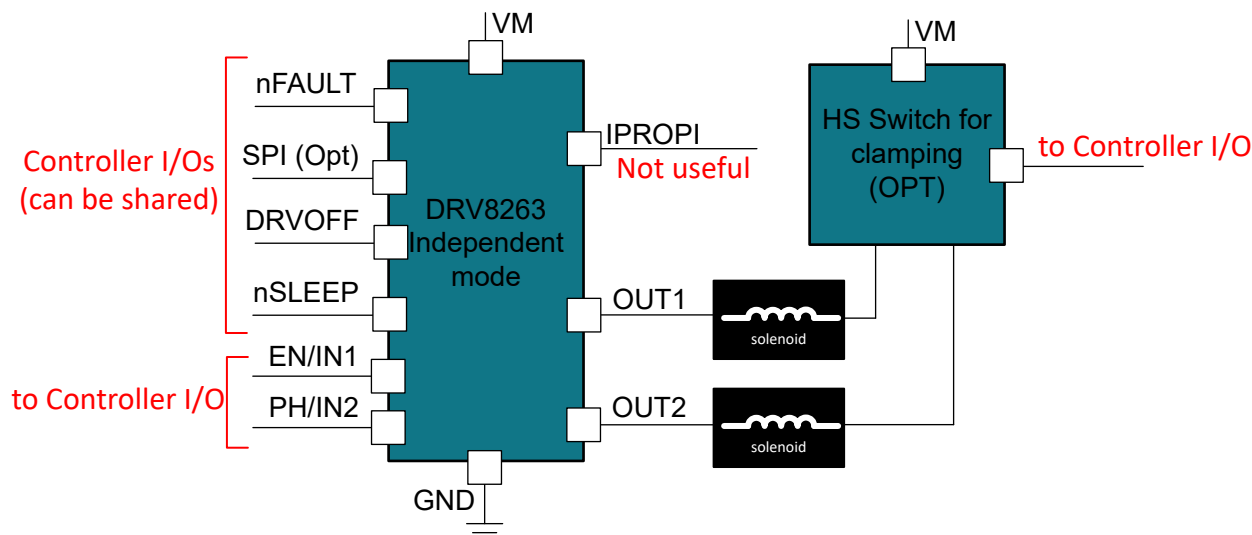 VM
VM
nFAULT
SPI (Opt)
DRVOFF
nSLEEP
EN/IN1
PH/IN2
Controller I/Os
(can be shared)
to Controller I/O
DRV8263
Independent
mode
IPROPI
Not useful
OUT1
OUT2
GND
solenoid
solenoid
HS Switch for
clamping
(OPT)
to Controller I/O